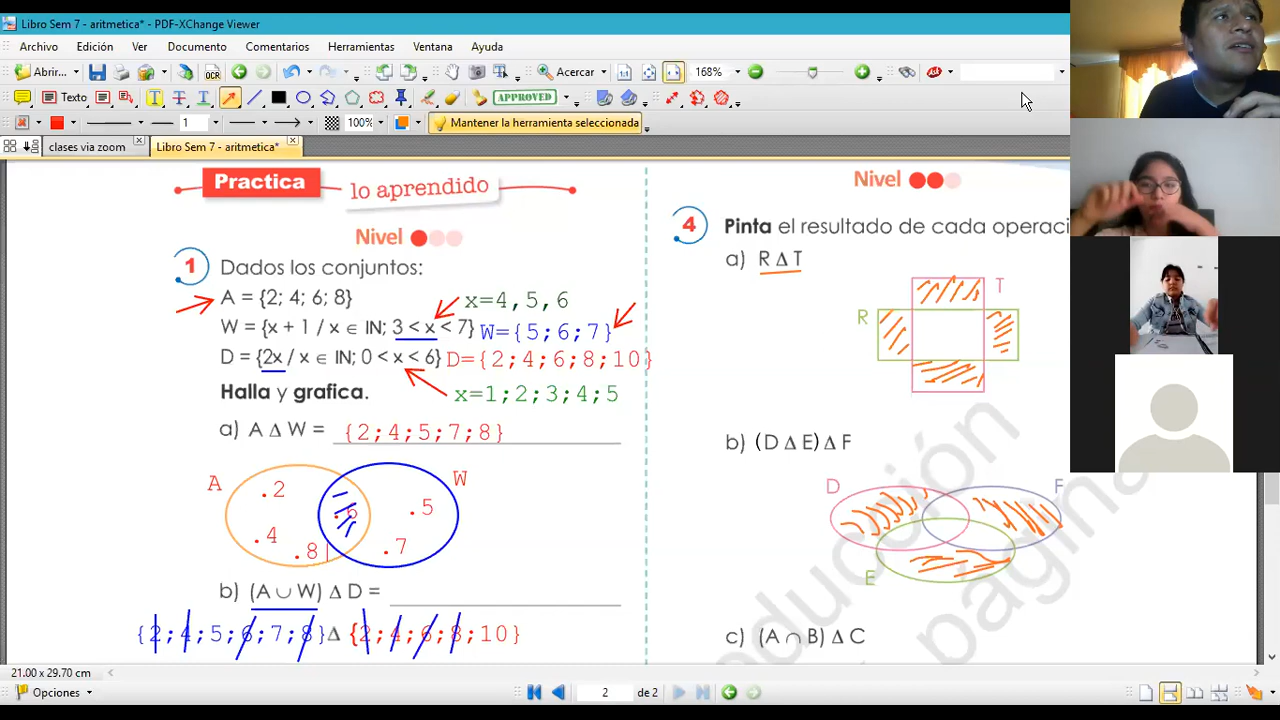 Libro Sem 7 - aritmetica* - PDF-XChange Viewer
Archivo Edición Ver Documento Comentarios Herramientas Ventana Ayuda
Abrir... OCR Acercar 168%
Texto APPROVED
1 100% Mantener la herramienta seleccionada
clases via zoom Libro Sem 7 - aritmetica*
Practica lo aprendido
Nivel
1 Dados los conjuntos:
A = {2; 4; 6; 8} x=4,5,6
W = {x + 1 / x ∈ IN; 3 < x < 7} W={5;6;7}
D = {2x / x ∈ IN; 0 < x < 6} D={2;4;6;8;10}
Halla y grafica. x=1;2;3;4;5
a) A Δ W = {2;4;5;7;8}
A W
.2 .6 .5
.4 .8 .7
b) (A ∪ W) Δ D =
{2;4;5;6;7;8}Δ {2;4;6;8;10}
Nivel
4 Pinta el resultado de cada operaci
a) R Δ T
T
R
b) (D Δ E) Δ F
D F
E
c) (A ∩ B) Δ C
página
21.00 x 29.70 cm
Opciones 2 de 2